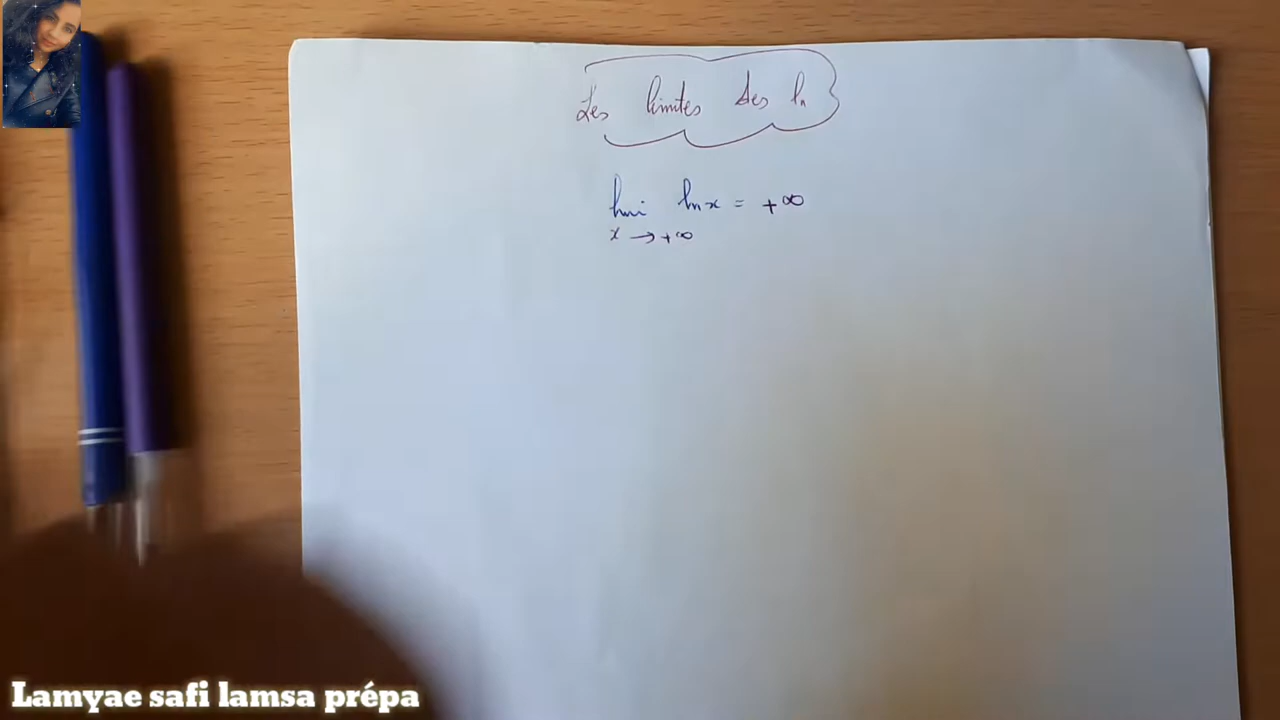 Les limites des ln
lim ln x = +∞
x → +∞
Lamyae safi lamsa prépa